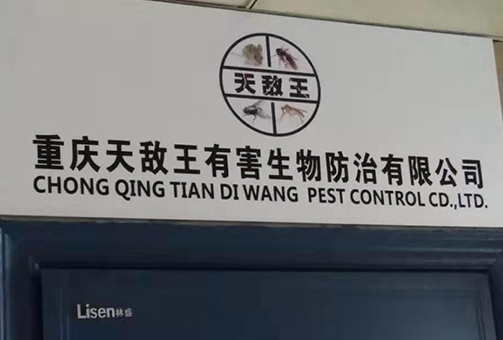 天敌王
重庆天敌王有害生物防治有限公司
CHONG QING TIAN DI WANG PEST CONTROL CD.,LTD.
Lisen林盛